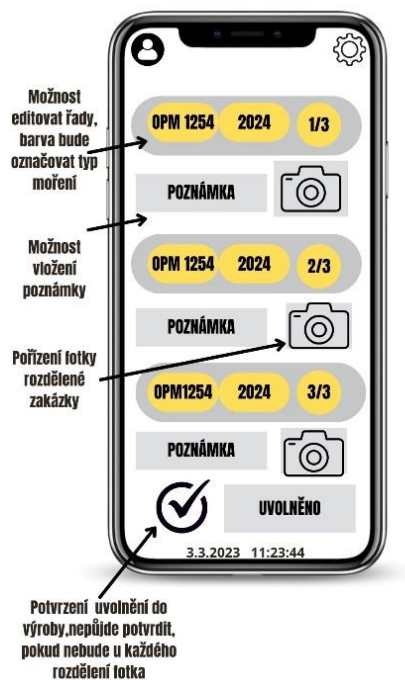 Možnost
editovat řady,
barva bude
označovat typ
moření
OPM 1254 2024 1/3
POZNÁMKA
Možnost
vložení
poznámky
OPM 1254 2024 2/3
POZNÁMKA
Pořízení fotky
rozdělené
zakázky
OPM1254 2024 3/3
POZNÁMKA
UVOLNĚNO
3.3.2023 11:23:44
Potvrzení uvolnění do
výroby,nepůjde potvrdit,
pokud nebude u každého
rozdělení fotka